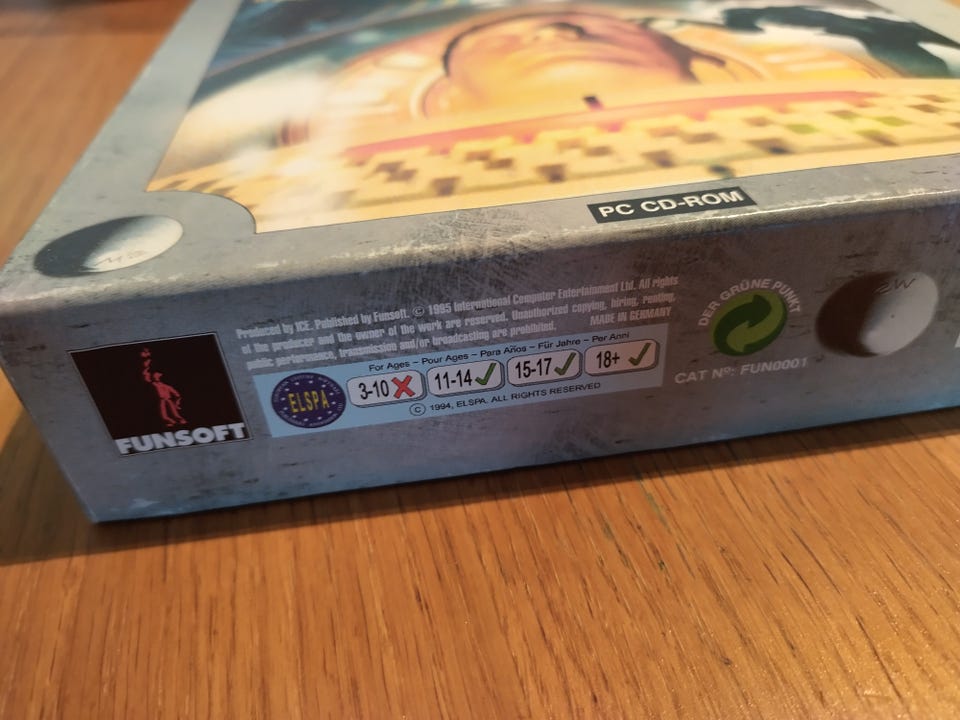 PC CD-ROM
Produced by ICE. Published by Funsoft. © 1995 International Computer Entertainment Ltd. All rights
of the producer and the owner of the work are reserved. Unauthorized copying, hiring, renting,
public performance, transmission and/or broadcasting are prohibited. MADE IN GERMANY
FUNSOFT
ELSPA
For Ages - Pour Ages - Para Años - Für Jahre - Per Anni
3-10 11-14 15-17 18+
© 1994, ELSPA. ALL RIGHTS RESERVED
DER GRÜNE PUNKT
CAT Nº: FUN0001